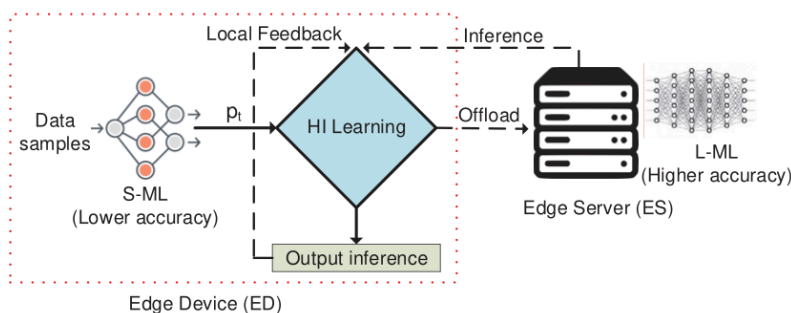 Local Feedback
Inference
Data
samples
pt
HI Learning
Offload
S-ML
(Lower accuracy)
L-ML
(Higher accuracy)
Edge Server (ES)
Output inference
Edge Device (ED)